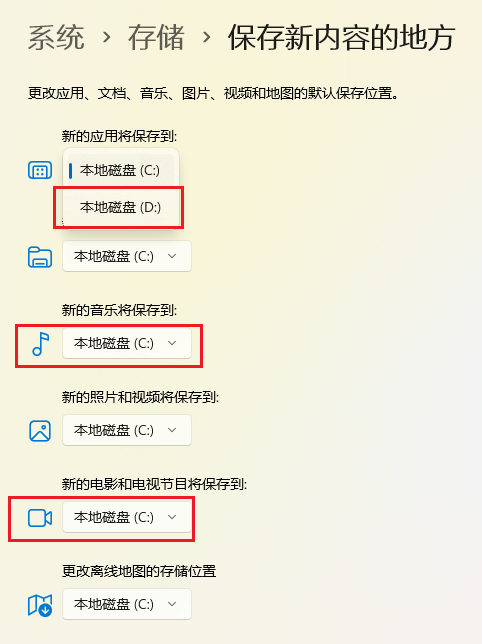 系统 › 存储 › 保存新内容的地方
更改应用、文档、音乐、图片、视频和地图的默认保存位置。
新的应用将保存到:
本地磁盘 (C:)
本地磁盘 (D:)
本地磁盘 (C:)
新的音乐将保存到:
本地磁盘 (C:)
新的照片和视频将保存到:
本地磁盘 (C:)
新的电影和电视节目将保存到:
本地磁盘 (C:)
更改离线地图的存储位置
本地磁盘 (C:)